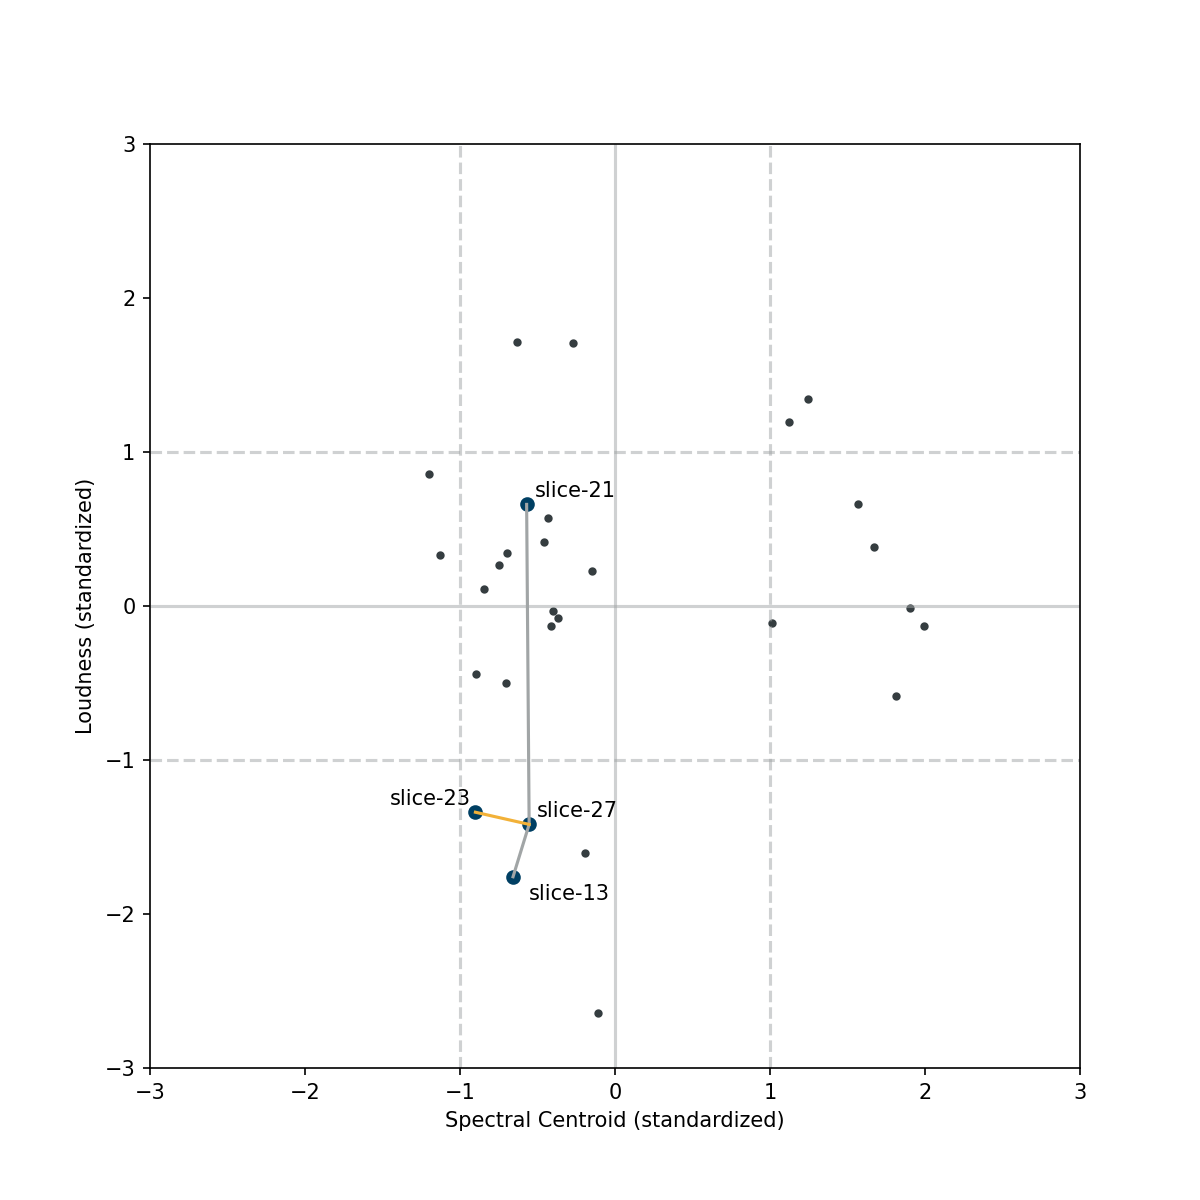 3
2
1
0
−1
−2
−3
−3
−2
−1
0
1
2
3
Loudness (standardized)
Spectral Centroid (standardized)
slice-21
slice-23
slice-27
slice-13